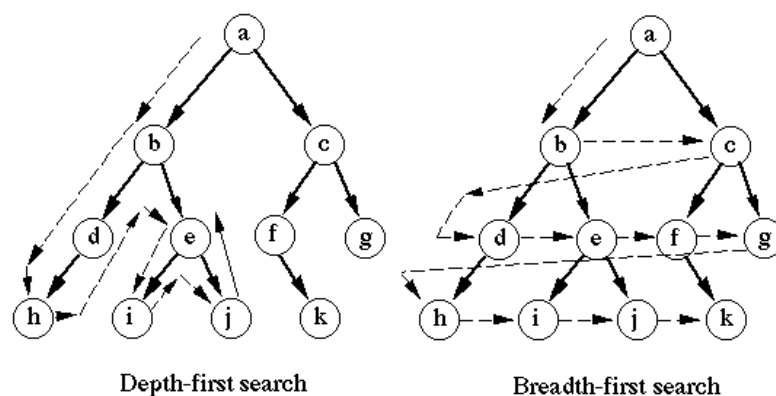 a a
b c b c
d e f g d e f g
h i j k h i j k
Depth-first search Breadth-first search